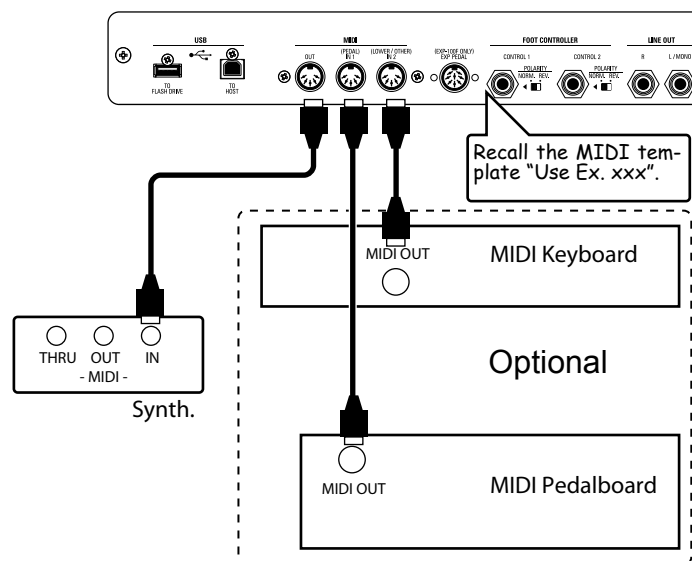 USB
MIDI
FOOT CONTROLLER
LINE OUT
OUT
(PEDAL)
IN 1
(LOWER / OTHER)
IN 2
(EXP-100F ONLY)
EXP PEDAL
CONTROL 1
POLARITY
NORM. REV.
CONTROL 2
POLARITY
NORM. REV.
R
L / MONO
TO
FLASH DRIVE
TO
HOST
Recall the MIDI tem-
plate “Use Ex. xxx”.
MIDI OUT
MIDI Keyboard
THRU OUT IN
- MIDI -
Synth.
Optional
MIDI OUT
MIDI Pedalboard